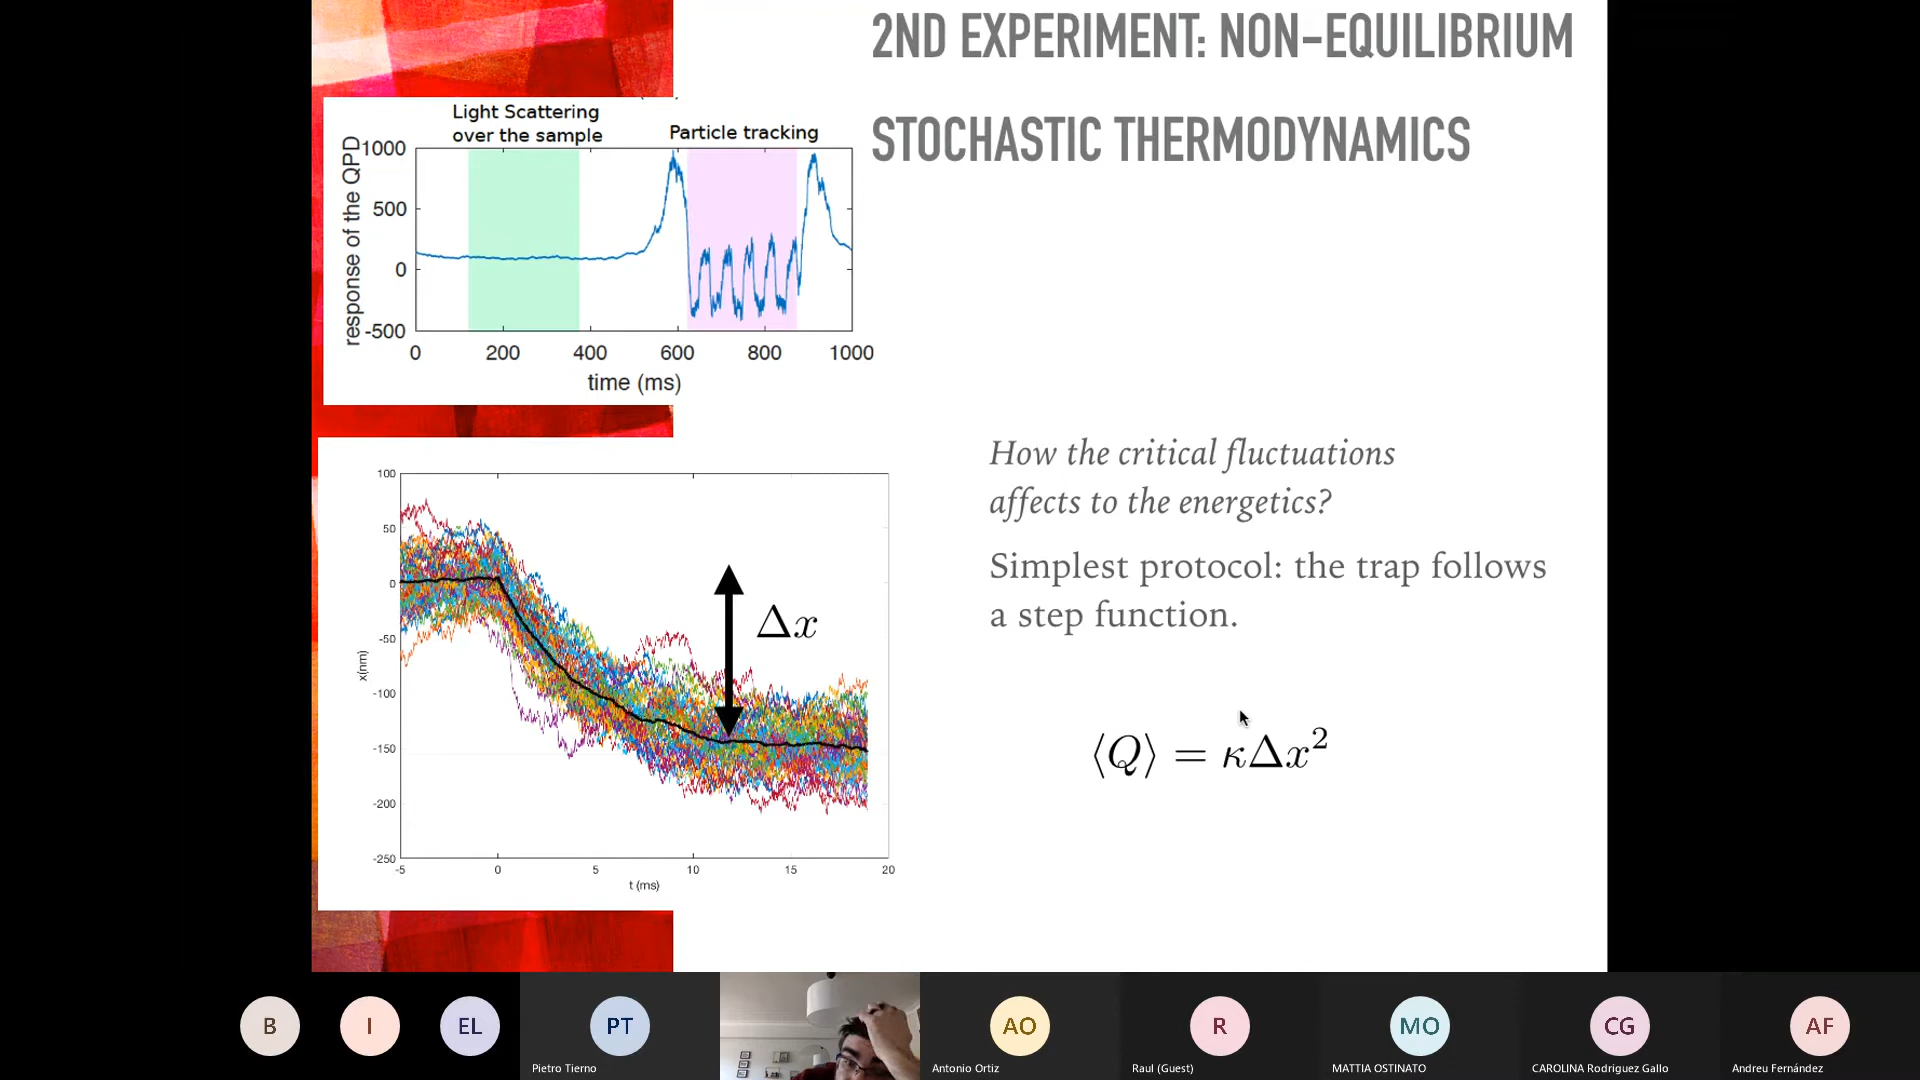 2ND EXPERIMENT: NON-EQUILIBRIUM
STOCHASTIC THERMODYNAMICS
Light Scattering
over the sample
Particle tracking
response of the QPD
1000
500
0
-500
0 200 400 600 800 1000
time (ms)
100
50
0
-50
-100
-150
-200
-250
x(nm)
-5 0 5 10 15 20
t (ms)
Δx
How the critical fluctuations
affects to the energetics?
Simplest protocol: the trap follows
a step function.
⟨Q⟩ = κΔx²
B
I
EL
PT
Pietro Tierno
AO
Antonio Ortiz
R
Raul (Guest)
MO
MATTIA OSTINATO
CG
CAROLINA Rodriguez Gallo
AF
Andreu Fernández